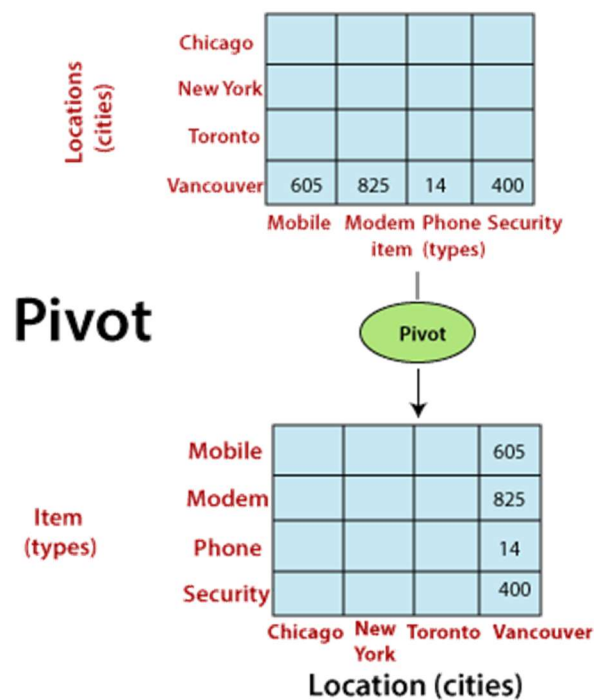 Locations
(cities)
Chicago
New York
Toronto
Vancouver 605 825 14 400
Mobile Modem Phone Security
item (types)
Pivot
Pivot
Item
(types)
Mobile 605
Modem 825
Phone 14
Security 400
Chicago New York Toronto Vancouver
Location (cities)